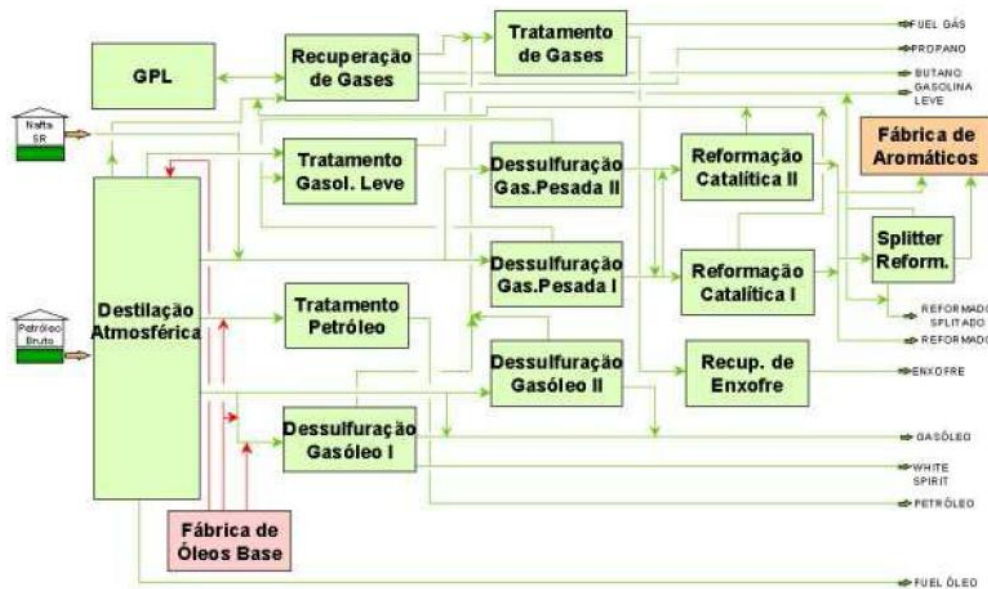 FUEL GÁS
Tratamento
de Gases
Recuperação
de Gases
PROPANO
GPL
BUTANO
GASOLINA
LEVE
Nafta
SR
Fábrica de
Aromáticos
Tratamento
Gasol. Leve
Dessulfuração
Gas.Pesada II
Reformação
Catalítica II
Splitter
Reform.
Dessulfuração
Gas.Pesada I
Reformação
Catalítica I
Destilação
Atmosférica
Tratamento
Petróleo
REFORMADO
SPLITADO
Petróleo
Bruto
REFORMADO
Dessulfuração
Gasóleo II
Recup. de
Enxofre
ENXOFRE
Dessulfuração
Gasóleo I
GASÓLEO
WHITE
SPIRIT
PETRÓLEO
Fábrica de
Óleos Base
FUEL ÓLEO